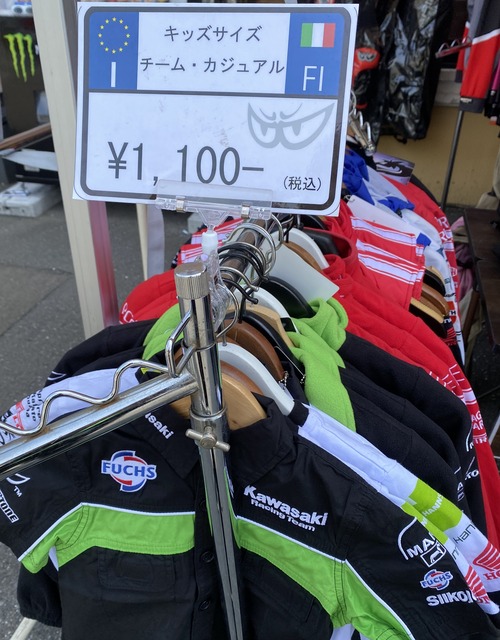 キッズサイズ
チーム・カジュアル
I
FI
¥1,100−
(税込)
Kawasaki
FUCHS
Kawasaki
Racing Team
FUCHS